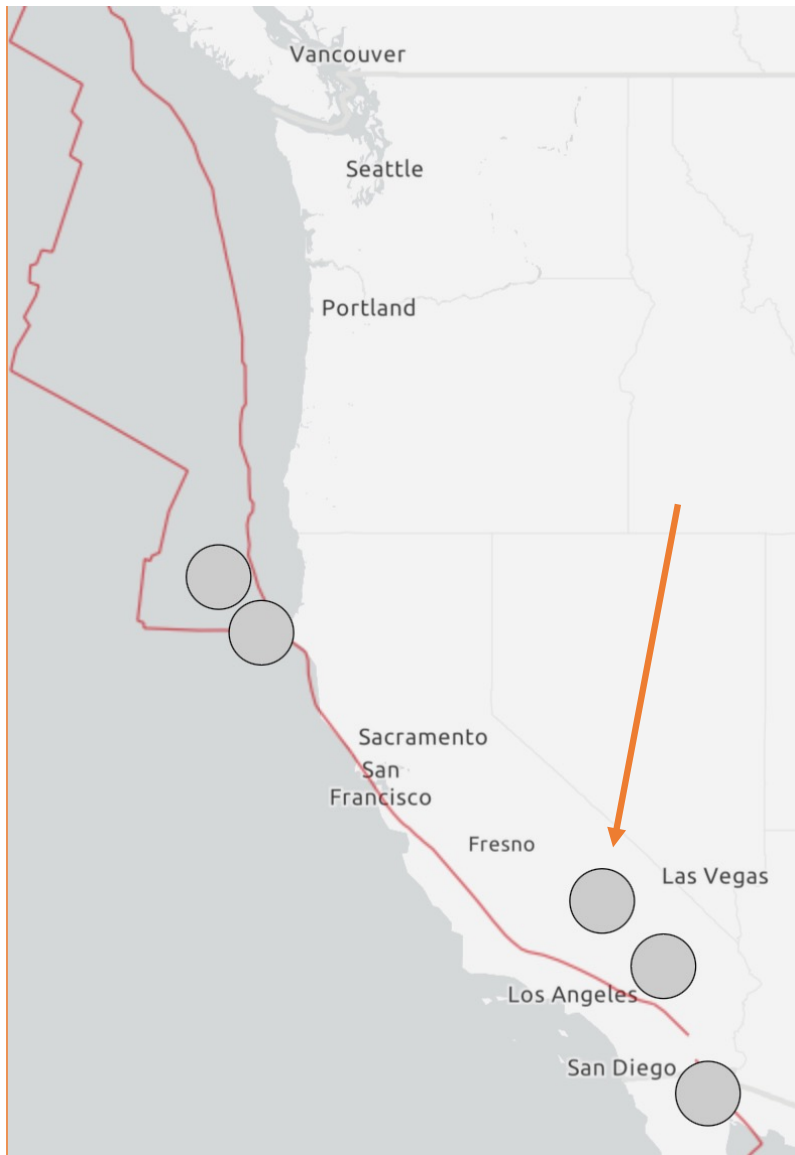 Vancouver
Seattle
Portland
Sacramento
San
Francisco
Fresno
Las Vegas
Los Angeles
San Diego